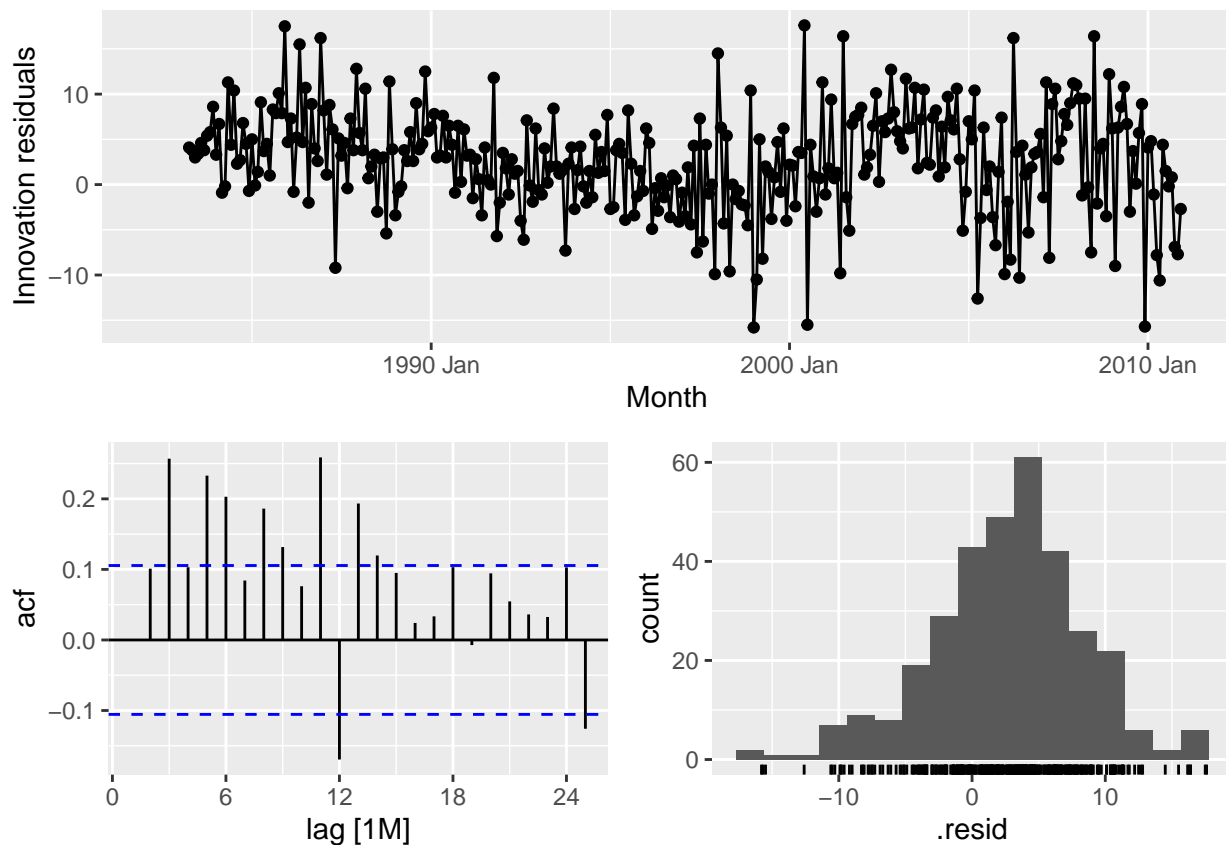 Innovation residuals
10
0
−10
1990 Jan
2000 Jan
2010 Jan
Month
acf
0.2
0.1
0.0
−0.1
0
6
12
18
24
lag [1M]
count
60
40
20
0
−10
0
10
.resid